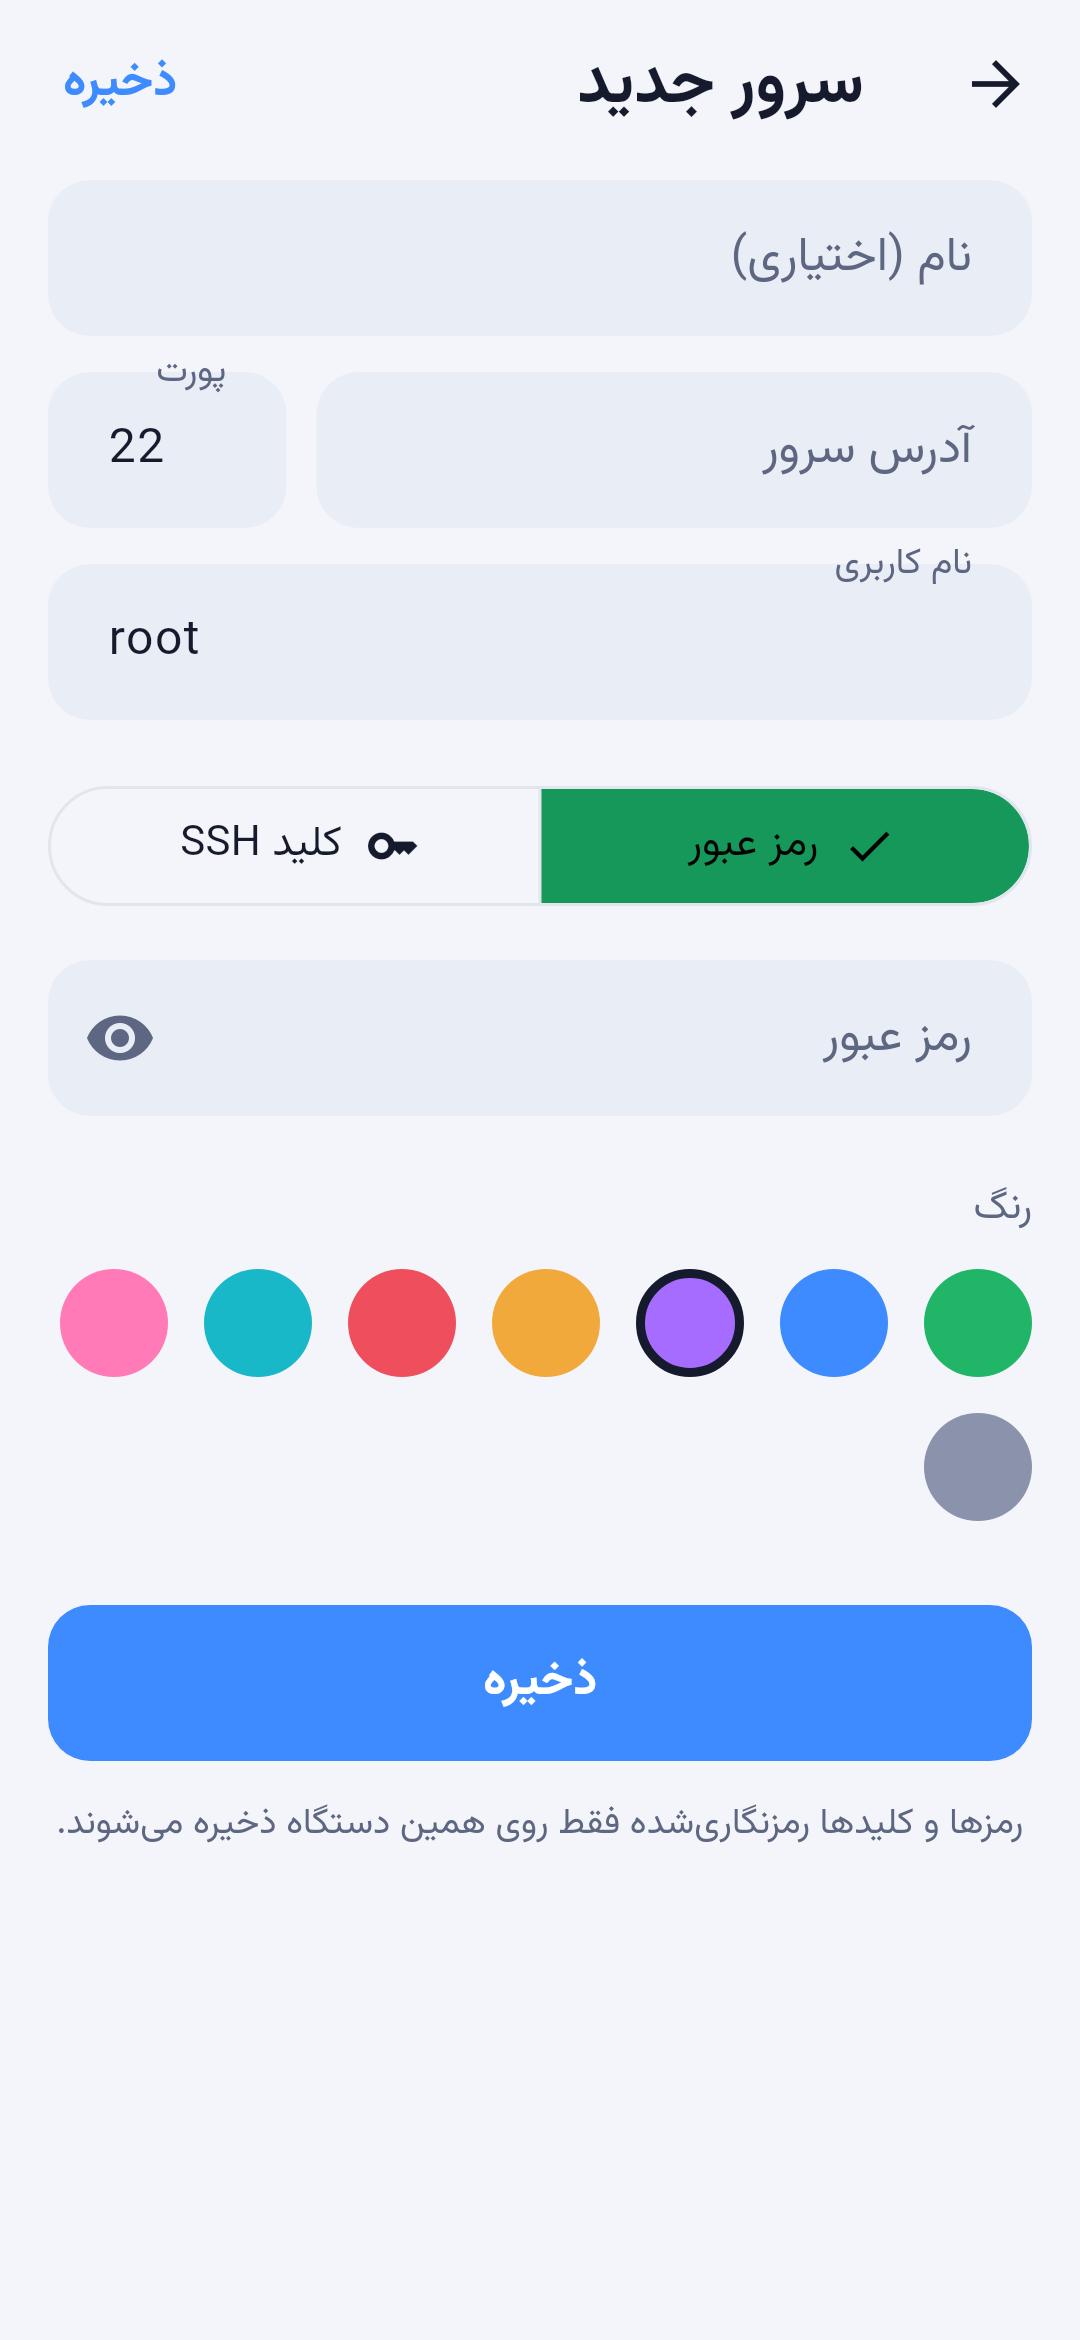 سرور جدید
ذخیره
نام (اختیاری)
آدرس سرور
پورت
22
نام کاربری
root
رمز عبور
کلید SSH
رمز عبور
رنگ
ذخیره
رمزها و کلیدها رمزنگاری‌شده فقط روی همین دستگاه ذخیره می‌شوند.